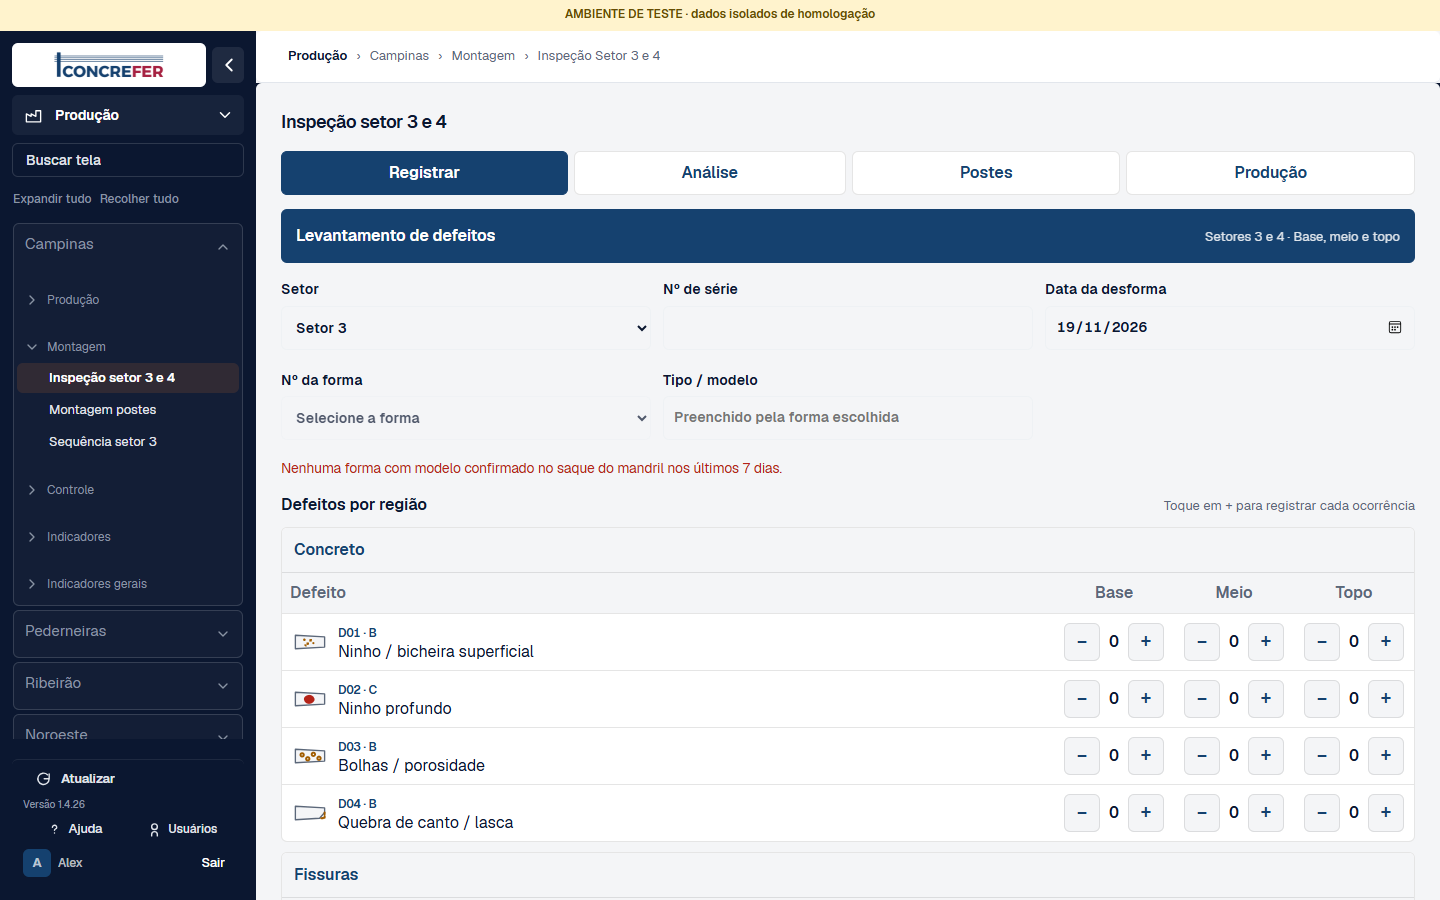 AMBIENTE DE TESTE · dados isolados de homologação
CONCREFER
Produção
Buscar tela
Expandir tudo Recolher tudo
Campinas
Produção
Montagem
Inspeção setor 3 e 4
Montagem postes
Sequência setor 3
Controle
Indicadores
Indicadores gerais
Pederneiras
Ribeirão
Noroeste
Atualizar
Versão 1.4.26
? Ajuda Usuários
A Alex Sair
Produção › Campinas › Montagem › Inspeção Setor 3 e 4
Inspeção setor 3 e 4
Registrar Análise Postes Produção
Levantamento de defeitos Setores 3 e 4 · Base, meio e topo
Setor Nº de série Data da desforma
Setor 3 19/11/2026
Nº da forma Tipo / modelo
Selecione a forma Preenchido pela forma escolhida
Nenhuma forma com modelo confirmado no saque do mandril nos últimos 7 dias.
Defeitos por região Toque em + para registrar cada ocorrência
Concreto
Defeito Base Meio Topo
D01 · B
Ninho / bicheira superficial − 0 + − 0 + − 0 +
D02 · C
Ninho profundo − 0 + − 0 + − 0 +
D03 · B
Bolhas / porosidade − 0 + − 0 + − 0 +
D04 · B
Quebra de canto / lasca − 0 + − 0 + − 0 +
Fissuras